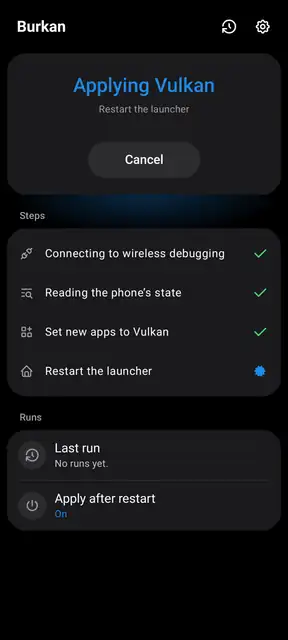 Burkan
Applying Vulkan
Restart the launcher
Cancel
Steps
Connecting to wireless debugging
Reading the phone's state
Set new apps to Vulkan
Restart the launcher
Runs
Last run
No runs yet.
Apply after restart
On